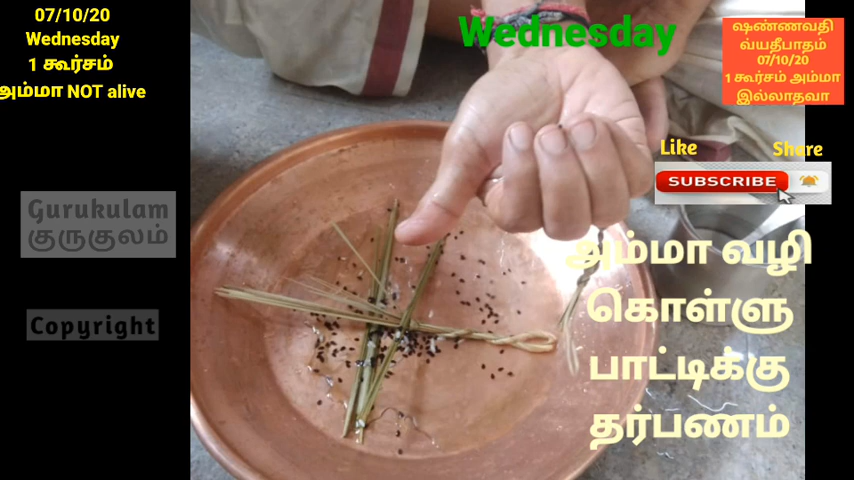 07/10/20
Wednesday
1 கூர்சம்
அம்மா NOT alive
Gurukulam
குருகுலம்
Copyright
Wednesday
ஷண்ணவதி
வ்யதீபாதம்
07/10/20
1 கூர்சம் அம்மா
இல்லாதவா
Like
Share
SUBSCRIBE
அம்மா வழி
கொள்ளு
பாட்டிக்கு
தர்பணம்